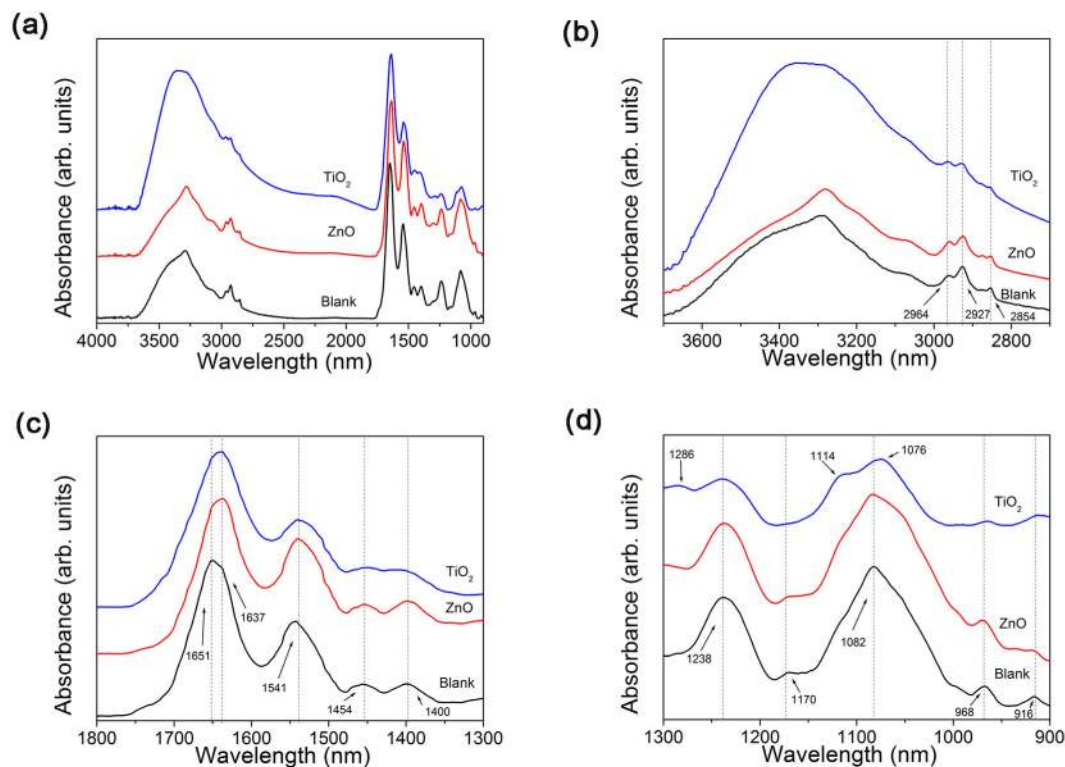 (a)
Absorbance (arb. units)
TiO₂
ZnO
Blank
4000 3500 3000 2500 2000 1500 1000
Wavelength (nm)
(b)
Absorbance (arb. units)
TiO₂
ZnO
Blank
2964 2927 2854
3600 3400 3200 3000 2800
Wavelength (nm)
(c)
Absorbance (arb. units)
TiO₂
ZnO
1637
1651
1541
Blank
1454 1400
1800 1700 1600 1500 1400 1300
Wavelength (nm)
(d)
Absorbance (arb. units)
1286 1114 1076
TiO₂
ZnO
1082
1238
Blank
1170 968 916
1300 1200 1100 1000 900
Wavelength (nm)